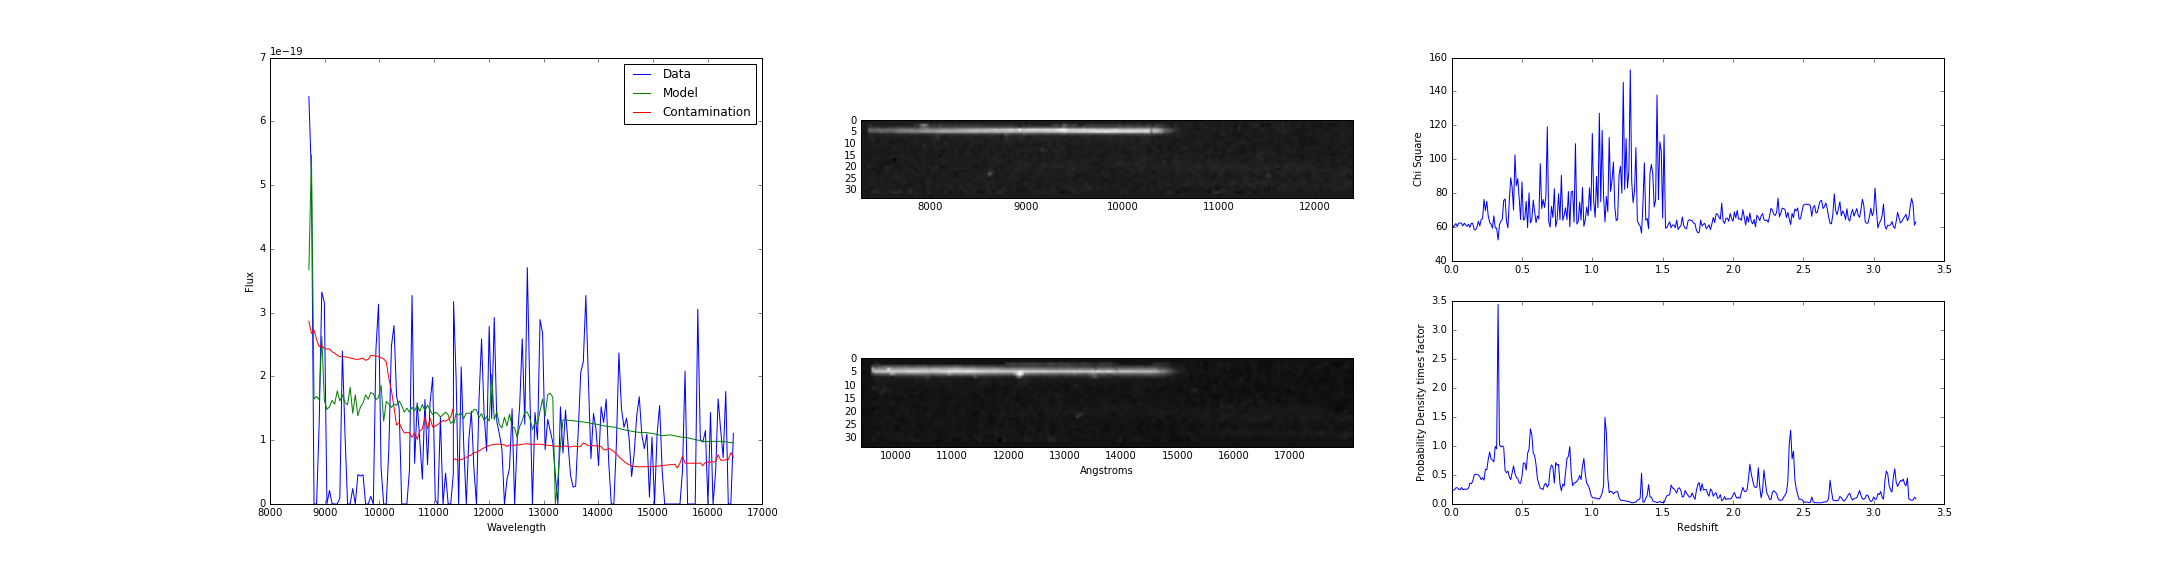 1e−19
7
6
5
4
3
2
1
0
Flux
8000 9000 10000 11000 12000 13000 14000 15000 16000 17000
Wavelength
Data
Model
Contamination
0
5
10
15
20
25
30
8000 9000 10000 11000 12000
0
5
10
15
20
25
30
10000 11000 12000 13000 14000 15000 16000 17000
Angstroms
160
140
120
100
80
60
40
Chi Square
0.0 0.5 1.0 1.5 2.0 2.5 3.0 3.5
3.5
3.0
2.5
2.0
1.5
1.0
0.5
0.0
Probability Density times factor
0.0 0.5 1.0 1.5 2.0 2.5 3.0 3.5
Redshift